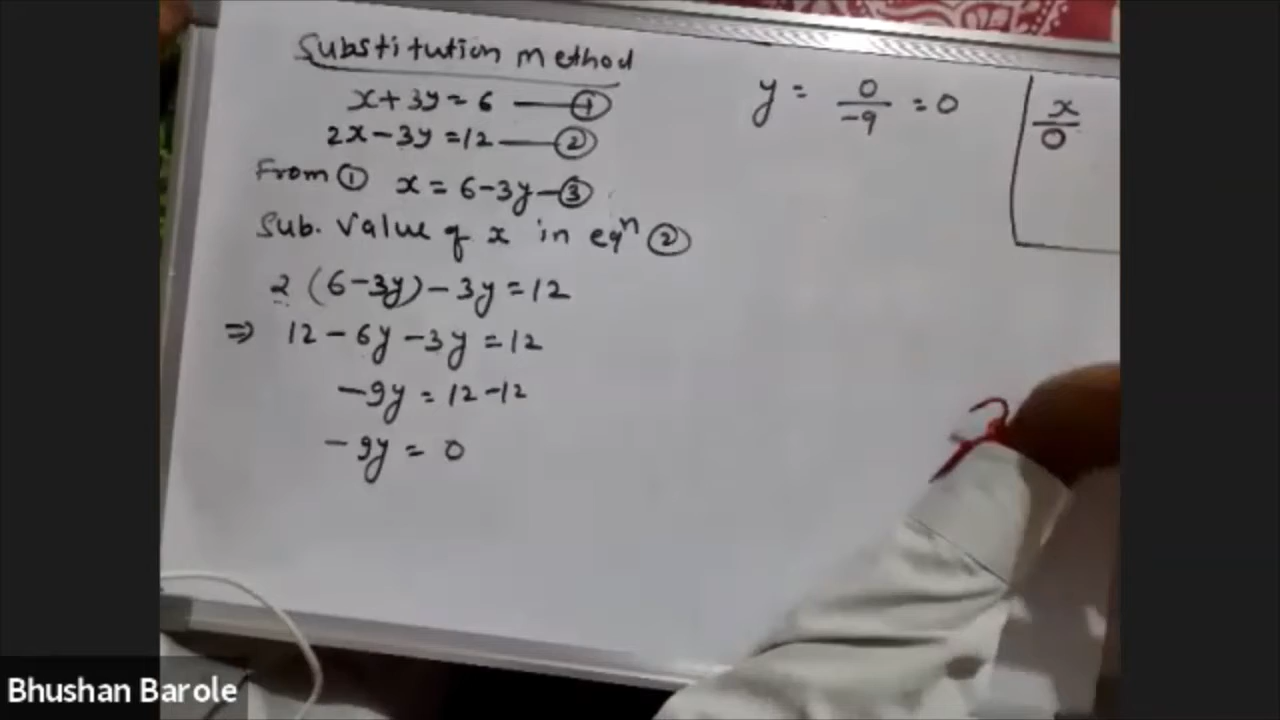 Substitution method
x+3y=6 — ①
2x-3y=12 — ②
From ① x=6-3y-③
Sub. Value of x in eqⁿ ②
2(6-3y)-3y=12
⇒ 12-6y-3y=12
-9y=12-12
-9y=0
y = 0/-9 = 0
x/0
Bhushan Barole